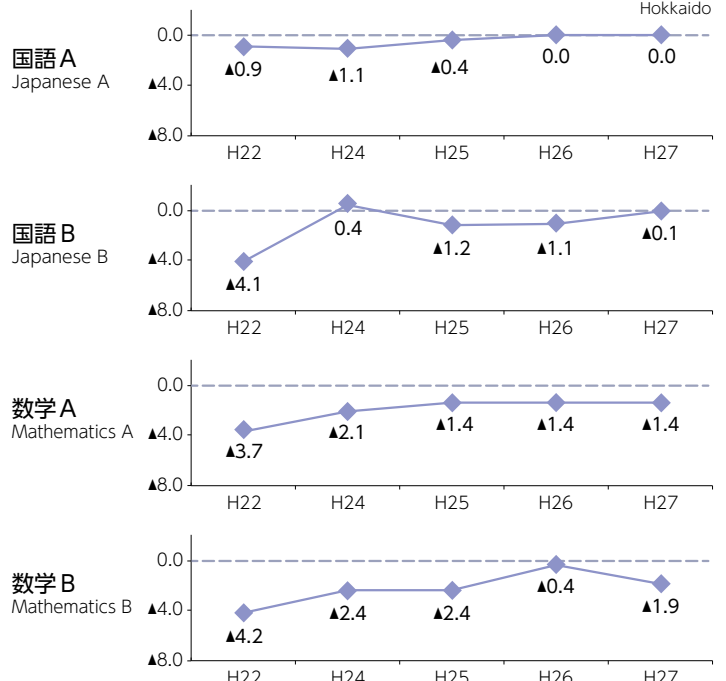 Hokkaido
0.0
国語A
Japanese A
▲4.0
▲8.0
▲0.9
▲1.1
▲0.4
0.0
0.0
H22 H24 H25 H26 H27
0.0
国語B
Japanese B
▲4.0
▲8.0
▲4.1
0.4
▲1.2
▲1.1
▲0.1
H22 H24 H25 H26 H27
0.0
数学A
Mathematics A
▲4.0
▲8.0
▲3.7
▲2.1
▲1.4
▲1.4
▲1.4
H22 H24 H25 H26 H27
0.0
数学B
Mathematics B
▲4.0
▲8.0
▲4.2
▲2.4
▲2.4
▲0.4
▲1.9
H22 H24 H25 H26 H27